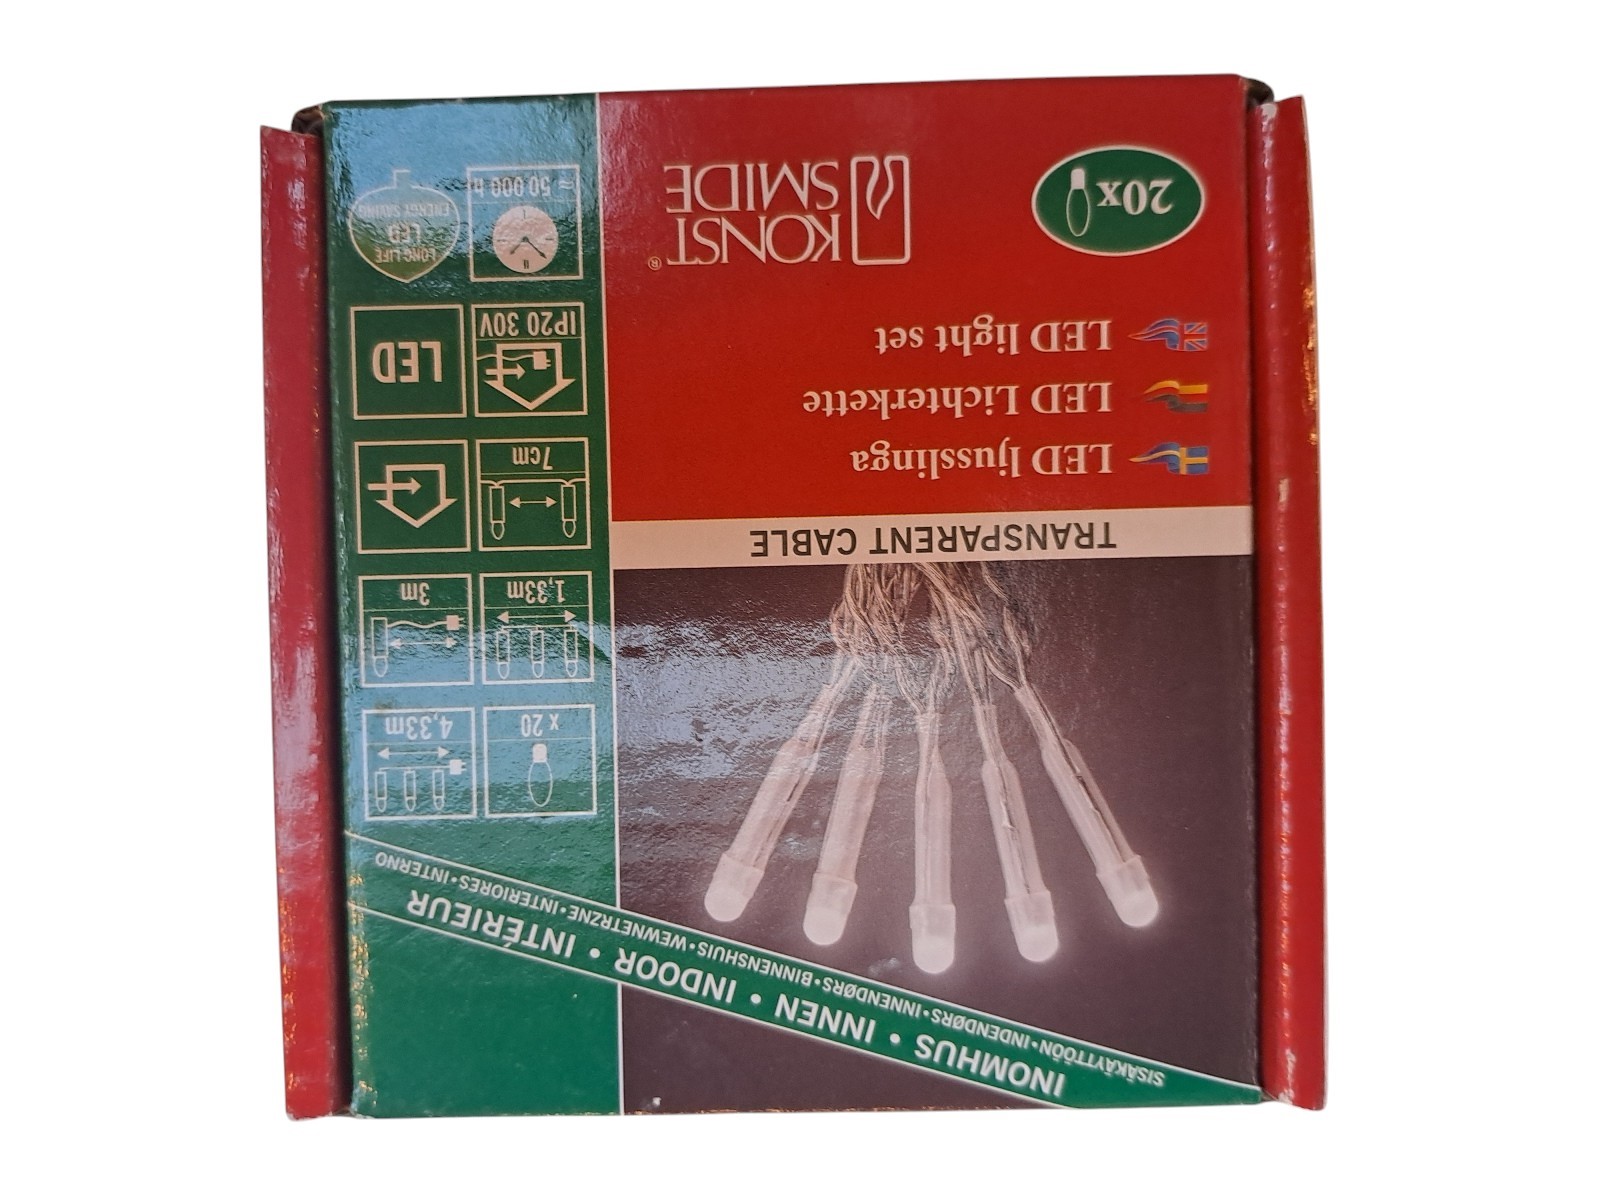 INOMHUS • INNEN • INDOOR • INTÉRIEUR
SISÄKÄYTTÖÖN • INDENDØRS • INNENDØRS • BINNENSHUIS • WEWNETRZNE • INTERIORES • INTERNO
TRANSPARENT CABLE
LED ljusslinga
LED Lichterkette
LED light set
20x
KONST
SMIDE®
x 20
4,33m
1,33m
3m
7cm
IP20 30V
LED
≈ 50 000 h
LONG LIFE
LED
ENERGY SAVING